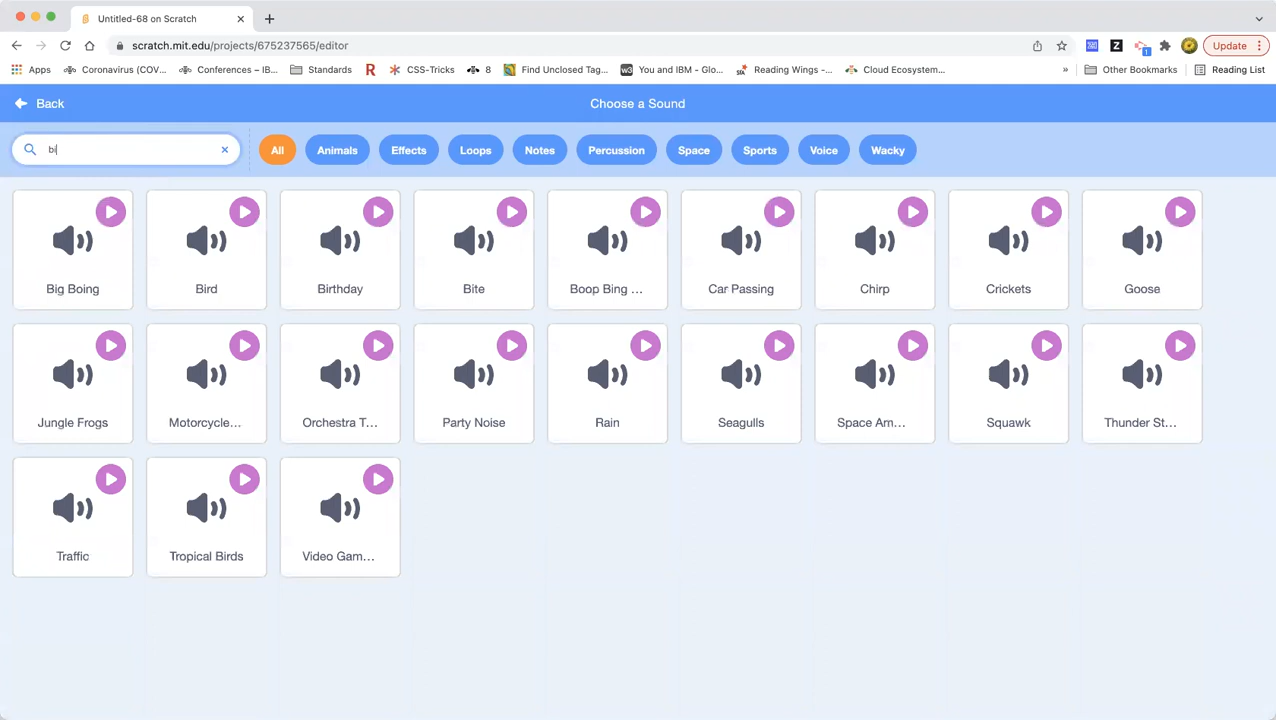 Untitled-68 on Scratch
scratch.mit.edu/projects/675237565/editor
Update
Apps
Coronavirus (COV...
Conferences – IB...
Standards
R
CSS-Tricks
8
Find Unclosed Tag...
w3
You and IBM - Glo...
Reading Wings -...
Cloud Ecosystem...
»
Other Bookmarks
Reading List
Back
Choose a Sound
bi
All
Animals
Effects
Loops
Notes
Percussion
Space
Sports
Voice
Wacky
Big Boing
Bird
Birthday
Bite
Boop Bing ...
Car Passing
Chirp
Crickets
Goose
Jungle Frogs
Motorcycle...
Orchestra T...
Party Noise
Rain
Seagulls
Space Am...
Squawk
Thunder St...
Traffic
Tropical Birds
Video Gam...